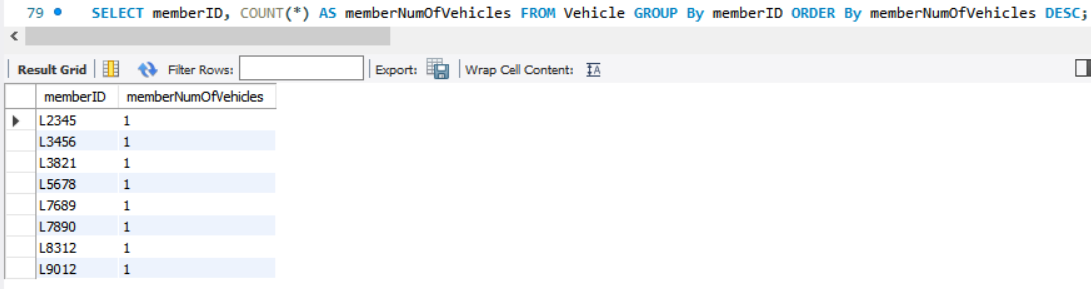 79 SELECT memberID, COUNT(*) AS memberNumOfVehicles FROM Vehicle GROUP By memberID ORDER By memberNumOfVehicles DESC;
Result Grid Filter Rows: Export: Wrap Cell Content: IA
memberID memberNumOfVehicles
L2345 1
L3456 1
L3821 1
L5678 1
L7689 1
L7890 1
L8312 1
L9012 1